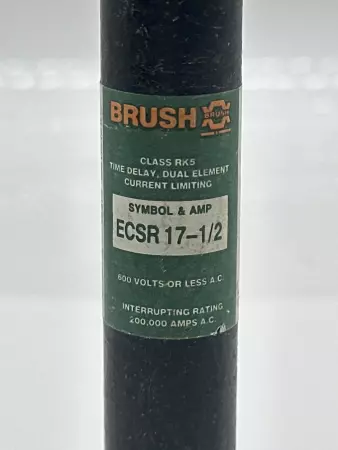 BRUSH BRUSH
CLASS RK5
TIME DELAY, DUAL ELEMENT
CURRENT LIMITING
SYMBOL & AMP
ECSR 17-1/2
600 VOLTS OR LESS A.C.
INTERRUPTING RATING
200,000 AMPS A.C.